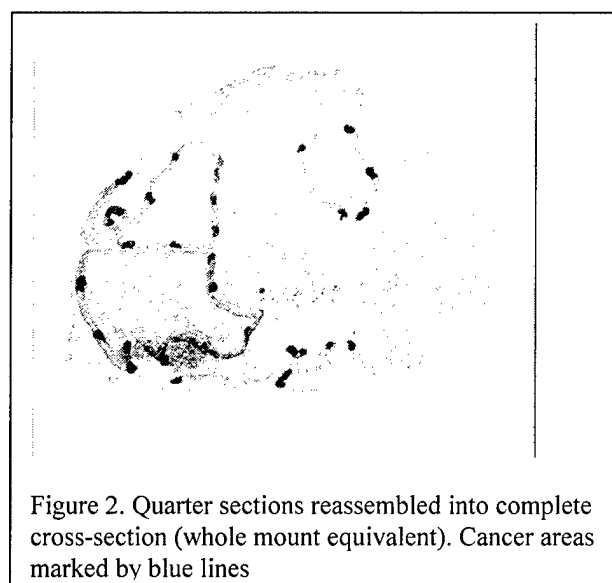 Figure 2. Quarter sections reassembled into complete
cross-section (whole mount equivalent). Cancer areas
marked by blue lines